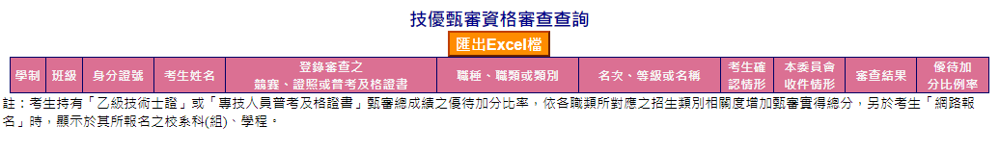 技優甄審資格審查查詢
匯出Excel檔
學制 班級 身分證號 考生姓名 登錄審查之 職種、職類或類別 名次、等級或名稱 考生確 本委員會 審查結果 優待加
競賽、證照或普考及格證書 認情形 收件情形 分比例率
註：考生持有「乙級技術士證」或「專技人員普考及格證書」甄審總成績之優待加分比率，依各職類所對應之招生類別相關度增加甄審實得總分，另於考生「網路報
名」時，顯示於其所報名之校系科(組)、學程。